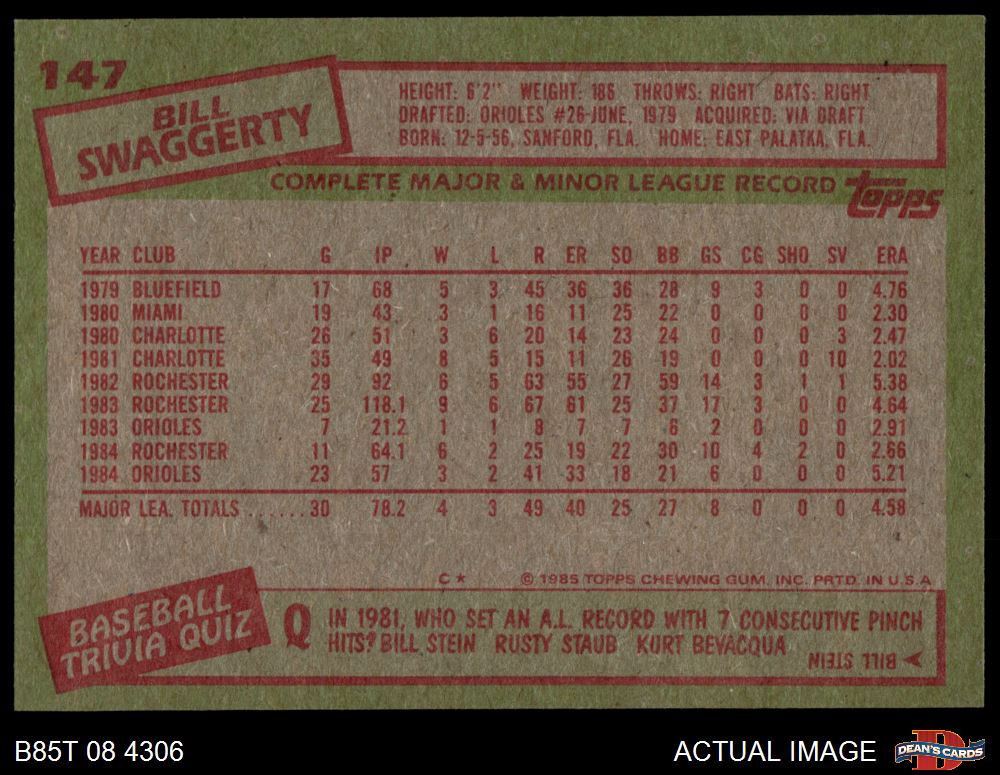 147
BILL
SWAGGERTY
HEIGHT: 6'2" WEIGHT: 186 THROWS: RIGHT BATS: RIGHT
DRAFTED: ORIOLES #26-JUNE, 1979 ACQUIRED: VIA DRAFT
BORN: 12-5-56, SANFORD, FLA. HOME: EAST PALATKA, FLA.
COMPLETE MAJOR & MINOR LEAGUE RECORD topps
YEAR CLUB G IP W L R ER SO BB GS CG SHO SV ERA
1979 BLUEFIELD 17 68 5 3 45 36 36 28 9 3 0 0 4.76
1980 MIAMI 19 43 3 1 16 11 25 22 0 0 0 0 2.30
1980 CHARLOTTE 26 51 3 6 20 14 23 24 0 0 0 3 2.47
1981 CHARLOTTE 35 49 8 5 15 11 26 19 0 0 0 10 2.02
1982 ROCHESTER 29 92 6 5 63 55 27 59 14 3 1 1 5.38
1983 ROCHESTER 25 118.1 9 6 67 61 25 37 17 3 0 0 4.64
1983 ORIOLES 7 21.2 1 1 8 7 7 6 2 0 0 0 2.91
1984 ROCHESTER 11 64.1 6 2 25 19 22 30 10 4 2 0 2.66
1984 ORIOLES 23 57 3 2 41 33 18 21 6 0 0 0 5.21
MAJOR LEA. TOTALS ......30 78.2 4 3 49 40 25 27 8 0 0 0 4.58
C★ © 1985 TOPPS CHEWING GUM, INC. PRTD. IN U.S.A.
BASEBALL
TRIVIA QUIZ
Q IN 1981, WHO SET AN A.L. RECORD WITH 7 CONSECUTIVE PINCH
HITS? BILL STEIN RUSTY STAUB KURT BEVACQUA
BILL STEIN
B85T 08 4306
ACTUAL IMAGE
DEAN'S CARDS